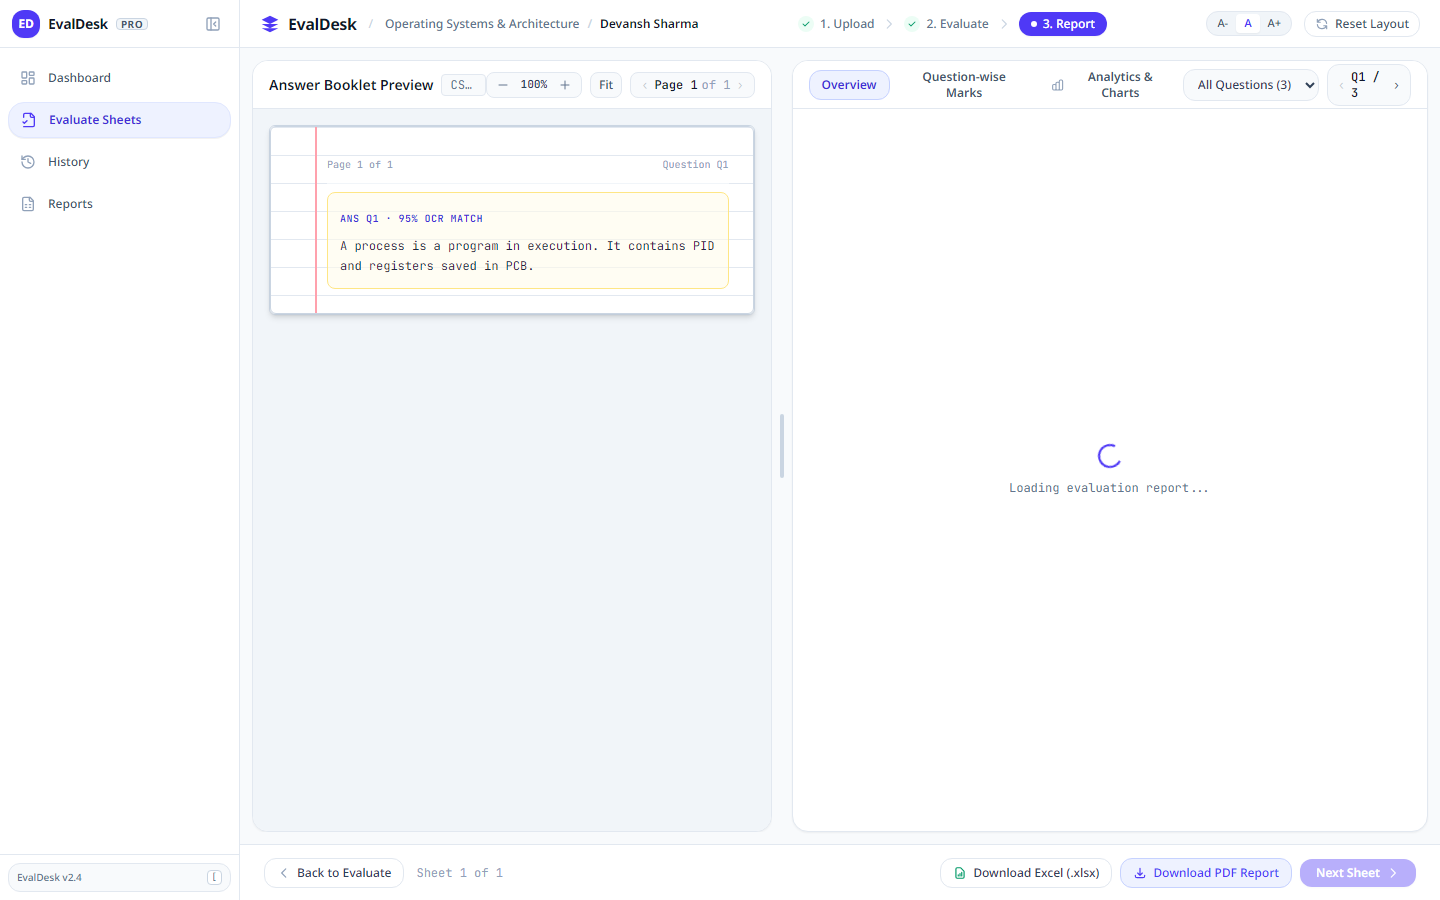 ED EvalDesk PRO
Dashboard
Evaluate Sheets
History
Reports
EvalDesk v2.4 [
EvalDesk / Operating Systems & Architecture / Devansh Sharma
1. Upload 2. Evaluate 3. Report
A- A A+ Reset Layout
Answer Booklet Preview CS… 100% Fit Page 1 of 1
Page 1 of 1 Question Q1
ANS Q1 · 95% OCR MATCH
A process is a program in execution. It contains PID
and registers saved in PCB.
Overview
Question-wise
Marks
Analytics &
Charts
All Questions (3)
Q1 /
3
Loading evaluation report...
Back to Evaluate Sheet 1 of 1
Download Excel (.xlsx) Download PDF Report Next Sheet